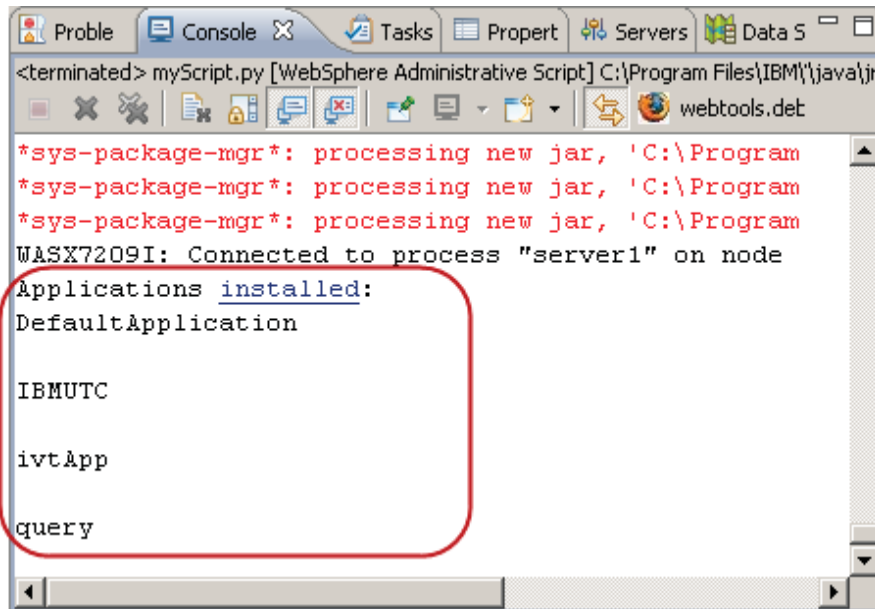 Proble Console Tasks Propert Servers Data S
<terminated> myScript.py [WebSphere Administrative Script] C:\Program Files\IBM\'\java\jr
webtools.det
*sys-package-mgr*: processing new jar, 'C:\Program
*sys-package-mgr*: processing new jar, 'C:\Program
*sys-package-mgr*: processing new jar, 'C:\Program
WASX7209I: Connected to process "server1" on node
Applications installed:
DefaultApplication
IBMUTC
ivtApp
query